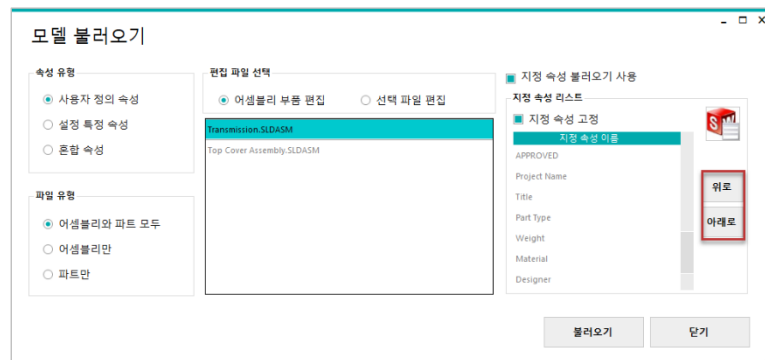 모델 불러오기
속성 유형
사용자 정의 속성
설정 특정 속성
혼합 속성
파일 유형
어셈블리와 파트 모두
어셈블리만
파트만
편집 파일 선택
어셈블리 부품 편집
선택 파일 편집
Transmission.SLDASM
Top Cover Assembly.SLDASM
지정 속성 불러오기 사용
지정 속성 리스트
지정 속성 고정
지정 속성 이름
APPROVED
Project Name
Title
Part Type
Weight
Material
Designer
위로
아래로
불러오기
닫기